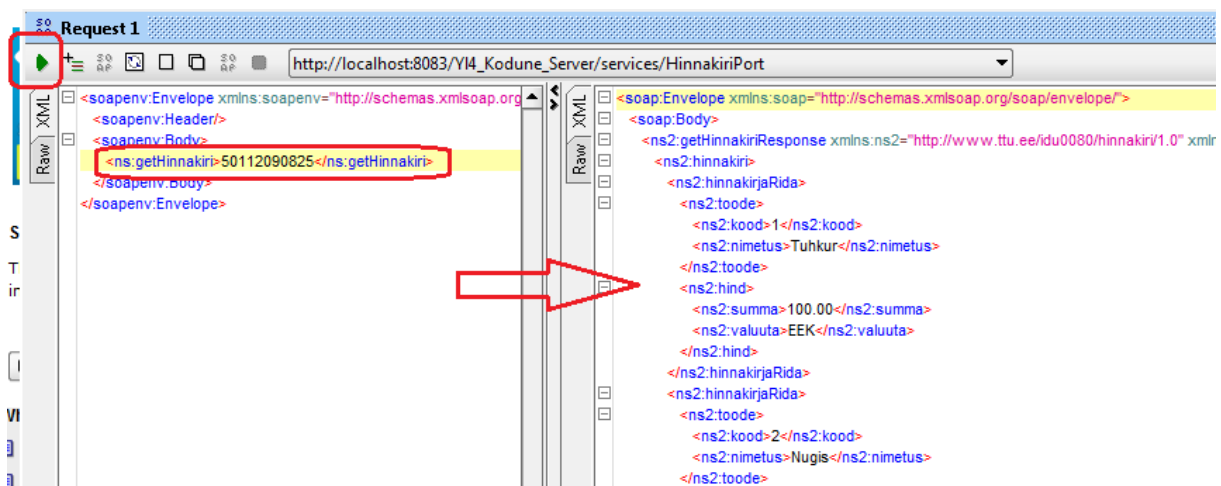 Request 1
http://localhost:8083/Yl4_Kodune_Server/services/HinnakiriPort
XML
Raw
<soapenv:Envelope xmlns:soapenv="http://schemas.xmlsoap.org
<soapenv:Header/>
<soapenv:Body>
<ns:getHinnakiri>50112090825</ns:getHinnakiri>
</soapenv:Body>
</soapenv:Envelope>
XML
Raw
<soap:Envelope xmlns:soap="http://schemas.xmlsoap.org/soap/envelope/">
<soap:Body>
<ns2:getHinnakiriResponse xmlns:ns2="http://www.ttu.ee/idu0080/hinnakiri/1.0" xmln
<ns2:hinnakiri>
<ns2:hinnakirjaRida>
<ns2:toode>
<ns2:kood>1</ns2:kood>
<ns2:nimetus>Tuhkur</ns2:nimetus>
</ns2:toode>
<ns2:hind>
<ns2:summa>100.00</ns2:summa>
<ns2:valuuta>EEK</ns2:valuuta>
</ns2:hind>
</ns2:hinnakirjaRida>
<ns2:hinnakirjaRida>
<ns2:toode>
<ns2:kood>2</ns2:kood>
<ns2:nimetus>Nugis</ns2:nimetus>
</ns2:toode>